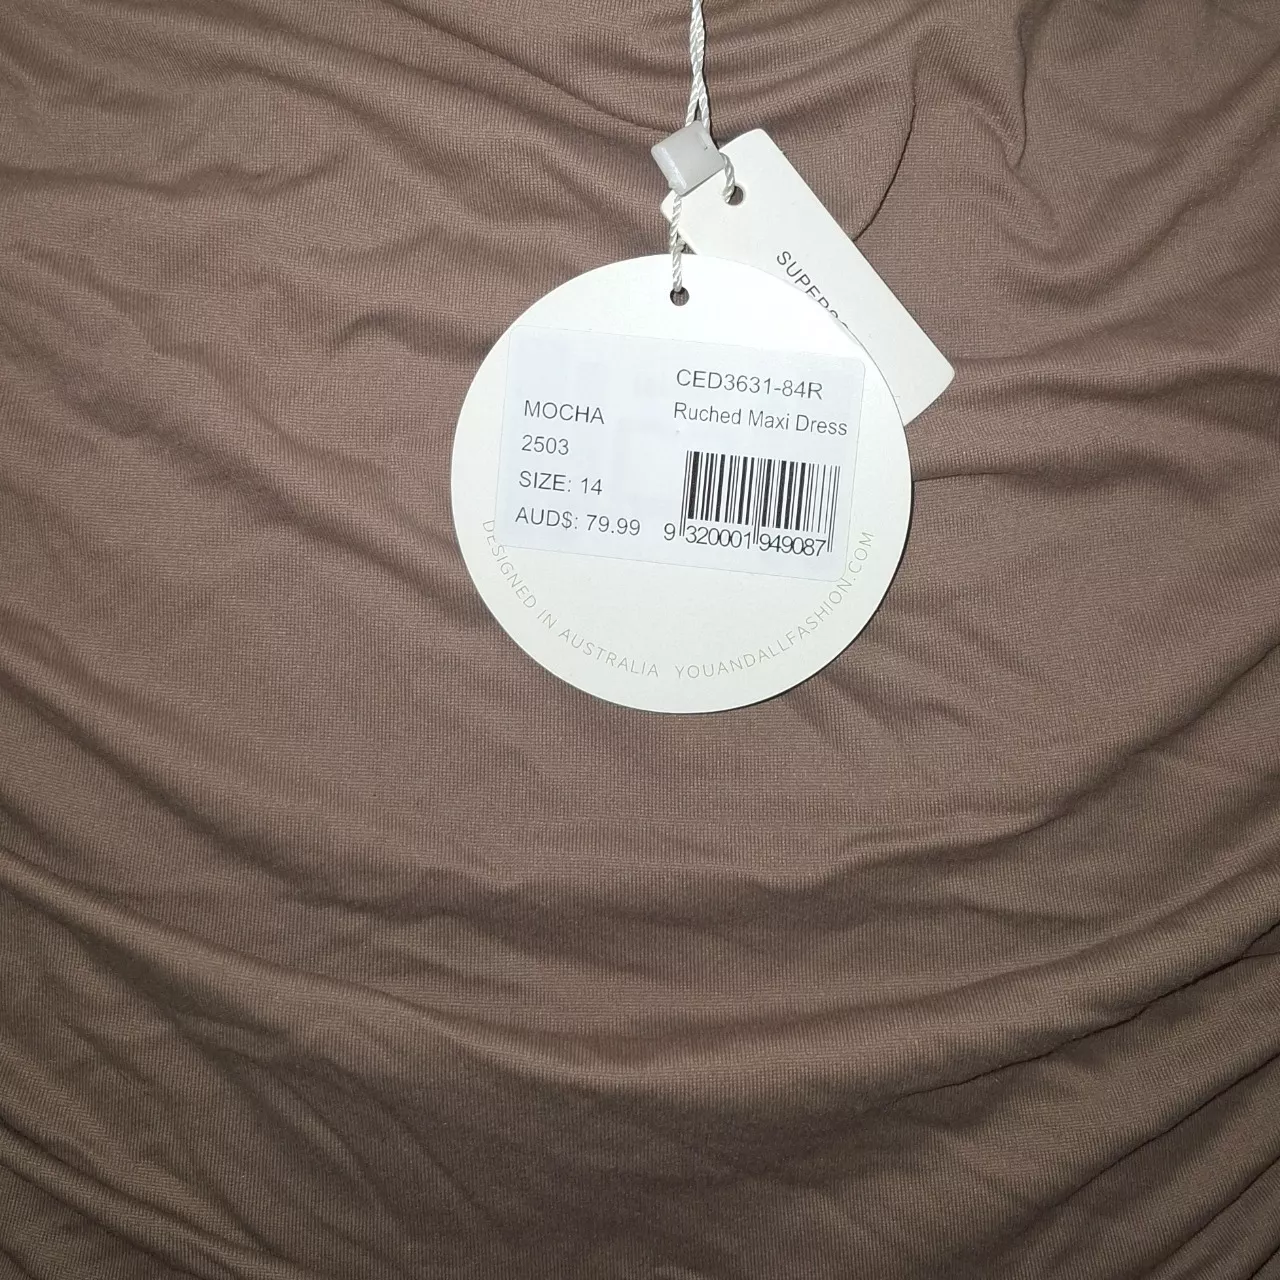 SUPERS
CED3631-84R
Ruched Maxi Dress
MOCHA
2503
SIZE: 14
AUD$: 79.99
9 320001 949087
DESIGNED IN AUSTRALIA YOUANDALLFASHION.COM